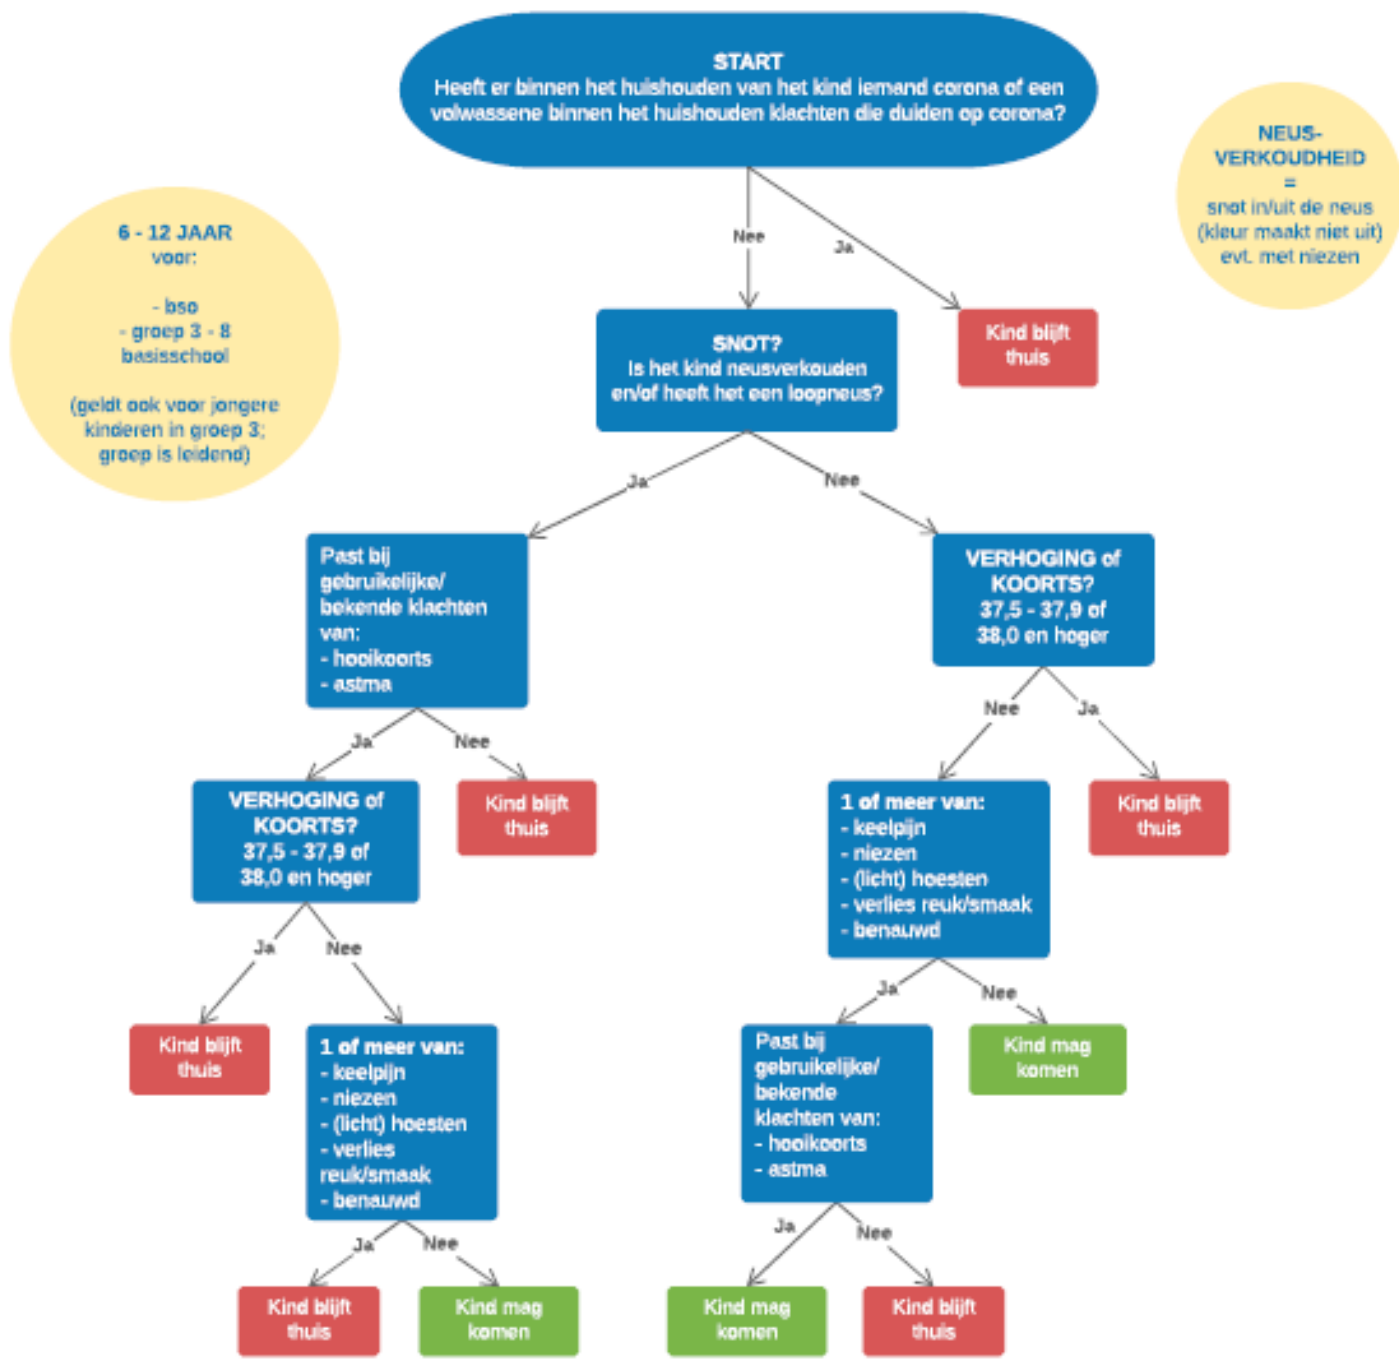 START
Heeft er binnen het huishouden van het kind iemand corona of een
volwassene binnen het huishouden klachten die duiden op corona?
NEUS-
VERKOUDHEID
=
snot in/uit de neus
(kleur maakt niet uit)
evt. met niezen
6 - 12 JAAR
voor:
- bso
- groep 3 - 8
basisschool
(geldt ook voor jongere
kinderen in groep 3;
groep is leidend)
Nee
Ja
SNOT?
Is het kind neusverkouden
en/of heeft het een loopneus?
Kind blijft
thuis
Ja
Nee
Past bij
gebruikelijke/
bekende klachten
van:
- hooikoorts
- astma
VERHOGING of
KOORTS?
37,5 - 37,9 of
38,0 en hoger
Ja
Nee
Nee
Ja
VERHOGING of
KOORTS?
37,5 - 37,9 of
38,0 en hoger
Kind blijft
thuis
1 of meer van:
- keelpijn
- niezen
- (licht) hoesten
- verlies reuk/smaak
- benauwd
Kind blijft
thuis
Ja
Nee
Ja
Nee
Kind blijft
thuis
1 of meer van:
- keelpijn
- niezen
- (licht) hoesten
- verlies
reuk/smaak
- benauwd
Past bij
gebruikelijke/
bekende
klachten van:
- hooikoorts
- astma
Kind mag
komen
Ja
Nee
Ja
Nee
Kind blijft
thuis
Kind mag
komen
Kind mag
komen
Kind blijft
thuis